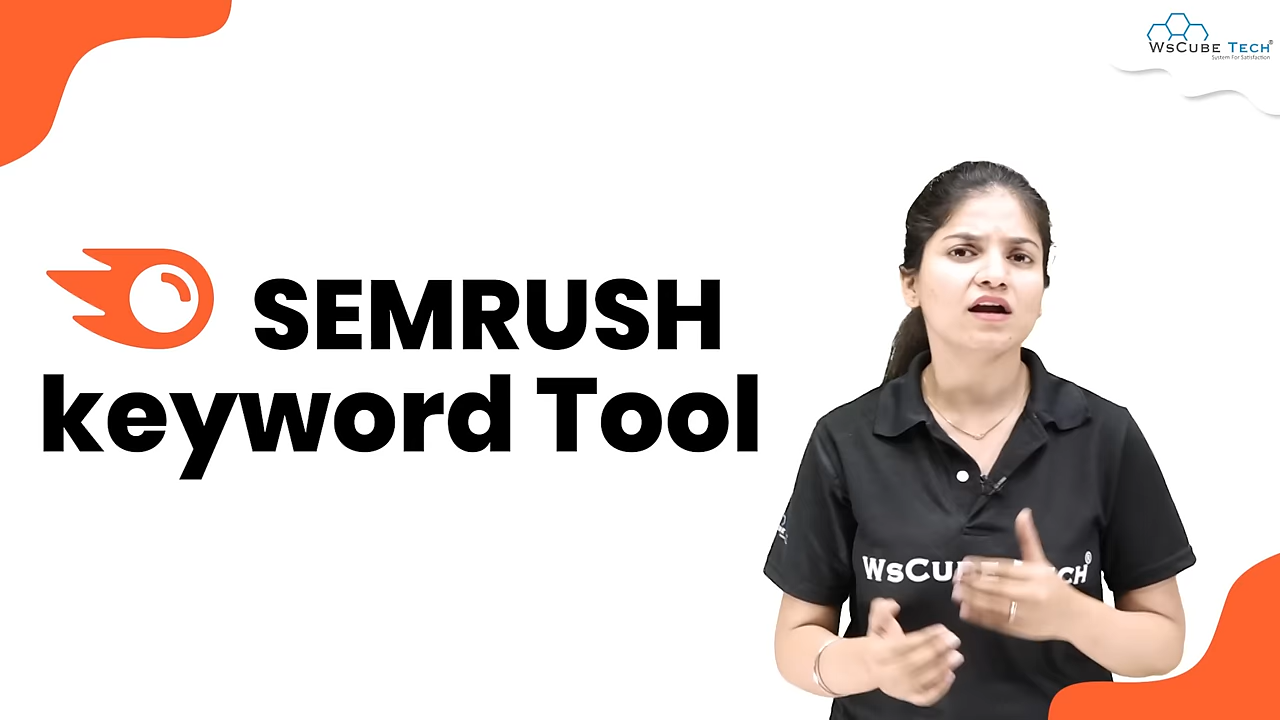 WsCube Tech®
System For Satisfaction
SEMRUSH
keyword Tool
WsCube Tech®